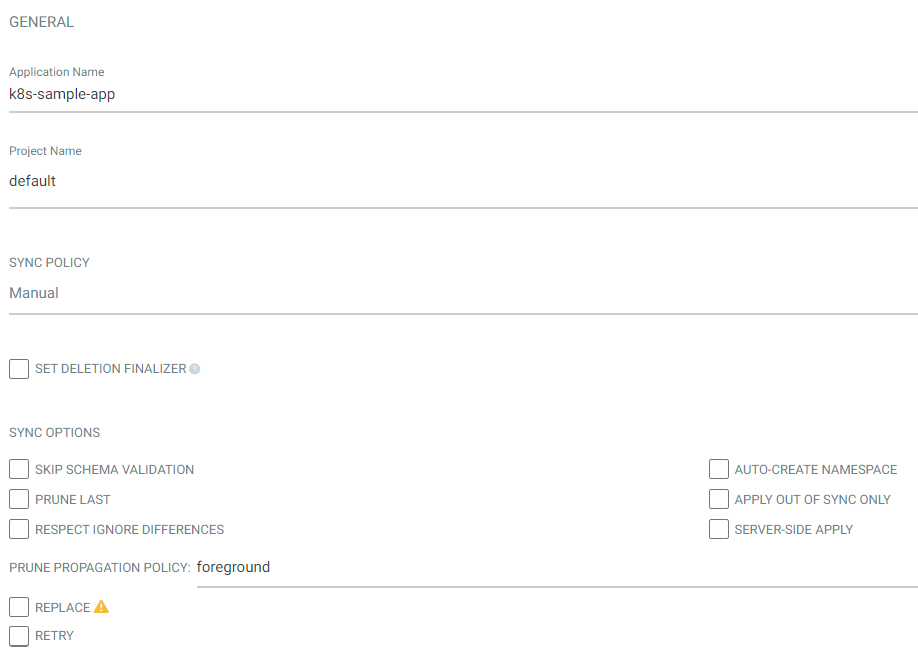 GENERAL
Application Name
k8s-sample-app
Project Name
default
SYNC POLICY
Manual
SET DELETION FINALIZER ?
SYNC OPTIONS
SKIP SCHEMA VALIDATION
AUTO-CREATE NAMESPACE
PRUNE LAST
APPLY OUT OF SYNC ONLY
RESPECT IGNORE DIFFERENCES
SERVER-SIDE APPLY
PRUNE PROPAGATION POLICY: foreground
REPLACE
RETRY